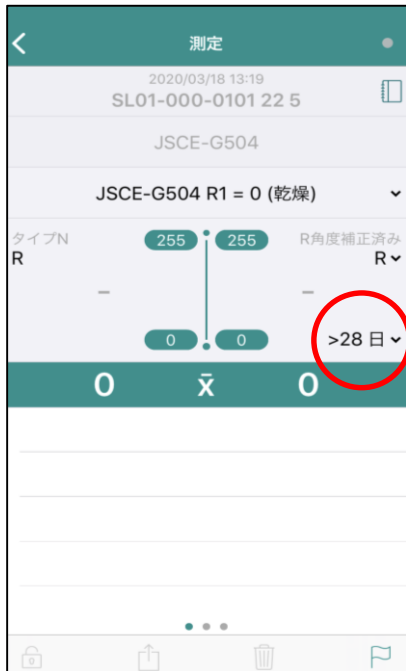 測定
2020/03/18 13:19
SL01-000-0101 22 5
JSCE-G504
JSCE-G504 R1 = 0 (乾燥)
タイプN 255 255 R角度補正済み
R R
– –
0 0 >28 日
0 x̄ 0